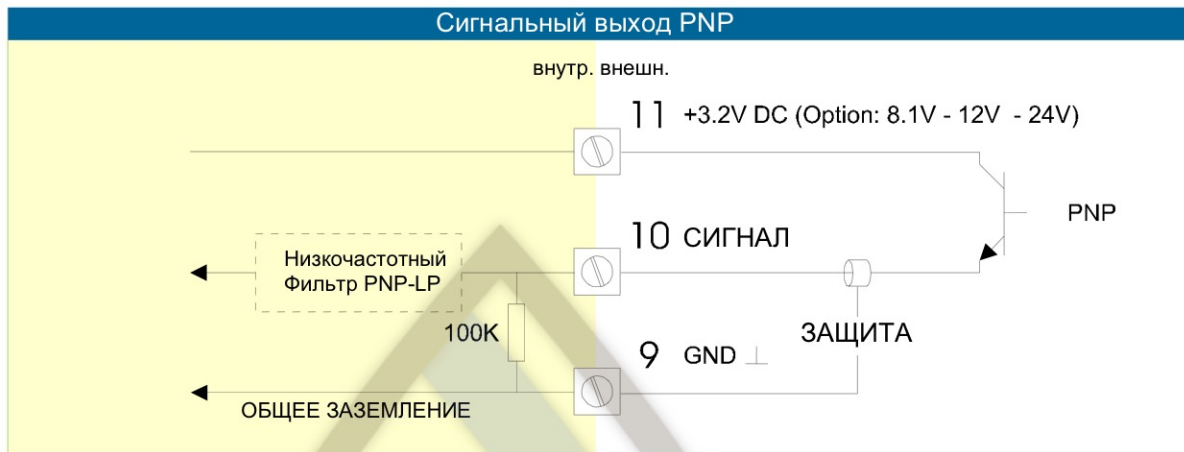 Сигнальный выход PNP
внутр. внешн.
11 +3.2V DC (Option: 8.1V - 12V - 24V)
PNP
10 СИГНАЛ
Низкочастотный
Фильтр PNP-LP
100K
ЗАЩИТА
9 GND ⊥
ОБЩЕЕ ЗАЗЕМЛЕНИЕ